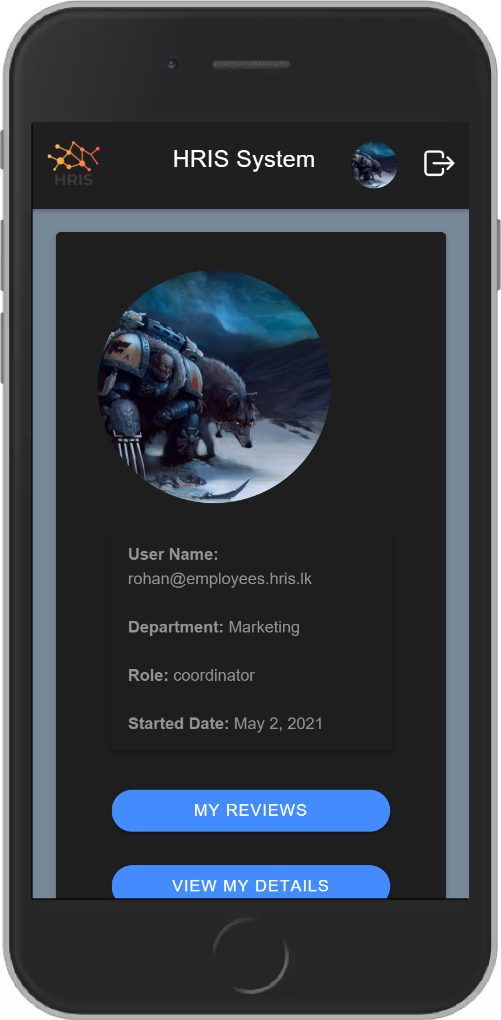 HRIS System
HRIS
User Name:
rohan@employees.hris.lk
Department: Marketing
Role: coordinator
Started Date: May 2, 2021
MY REVIEWS
VIEW MY DETAILS